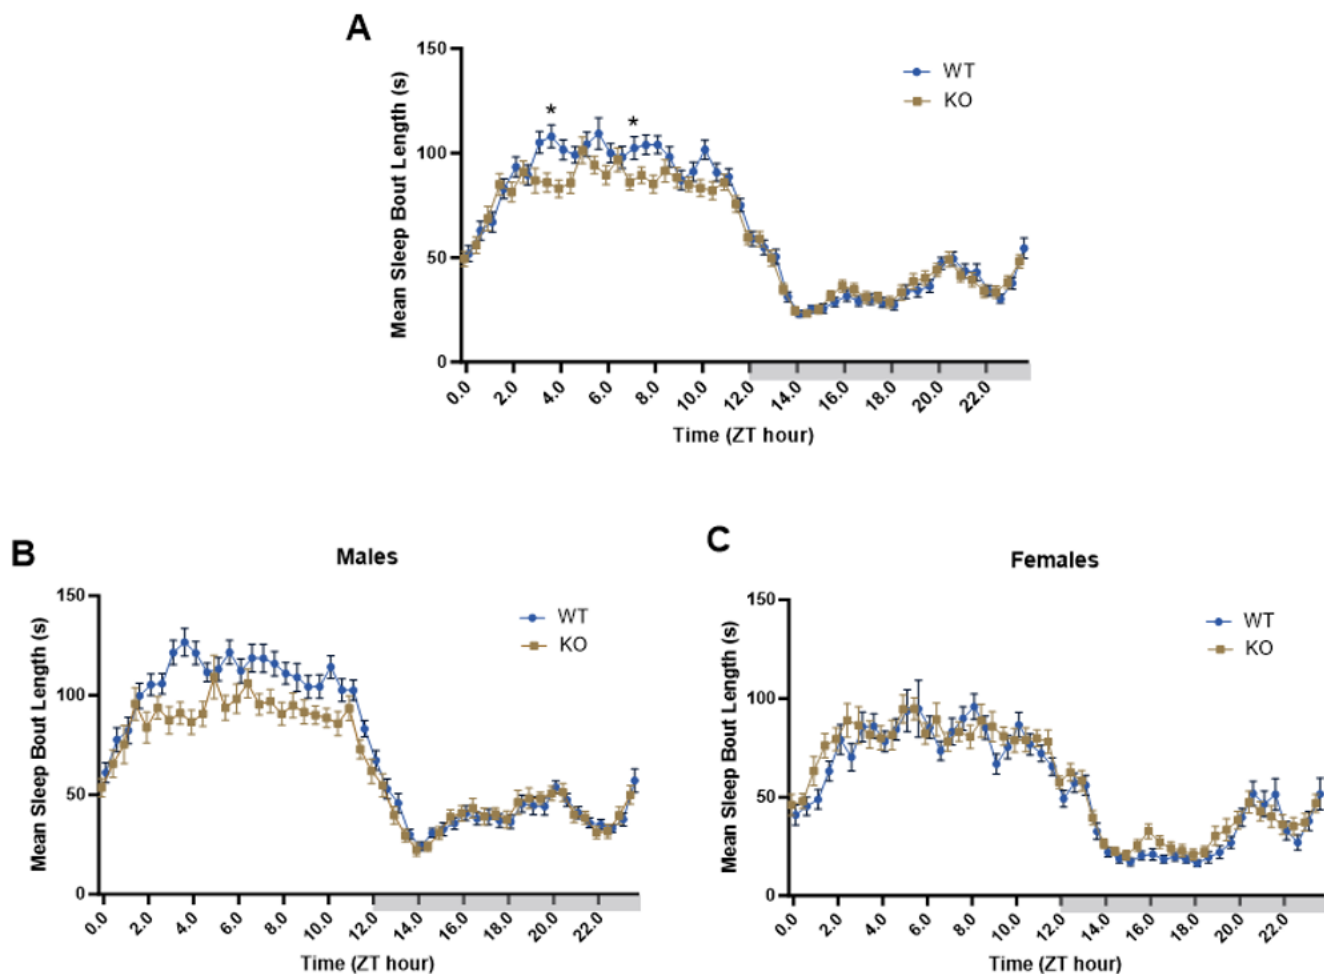 A
Mean Sleep Bout Length (s)
150
100
50
0
* *
WT
KO
0.0 2.0 4.0 6.0 8.0 10.0 12.0 14.0 16.0 18.0 20.0 22.0
Time (ZT hour)
B
Males
Mean Sleep Bout Length (s)
150
100
50
0
WT
KO
0.0 2.0 4.0 6.0 8.0 10.0 12.0 14.0 16.0 18.0 20.0 22.0
Time (ZT hour)
C
Females
Mean Sleep Bout Length (s)
150
100
50
0
WT
KO
0.0 2.0 4.0 6.0 8.0 10.0 12.0 14.0 16.0 18.0 20.0 22.0
Time (ZT hour)